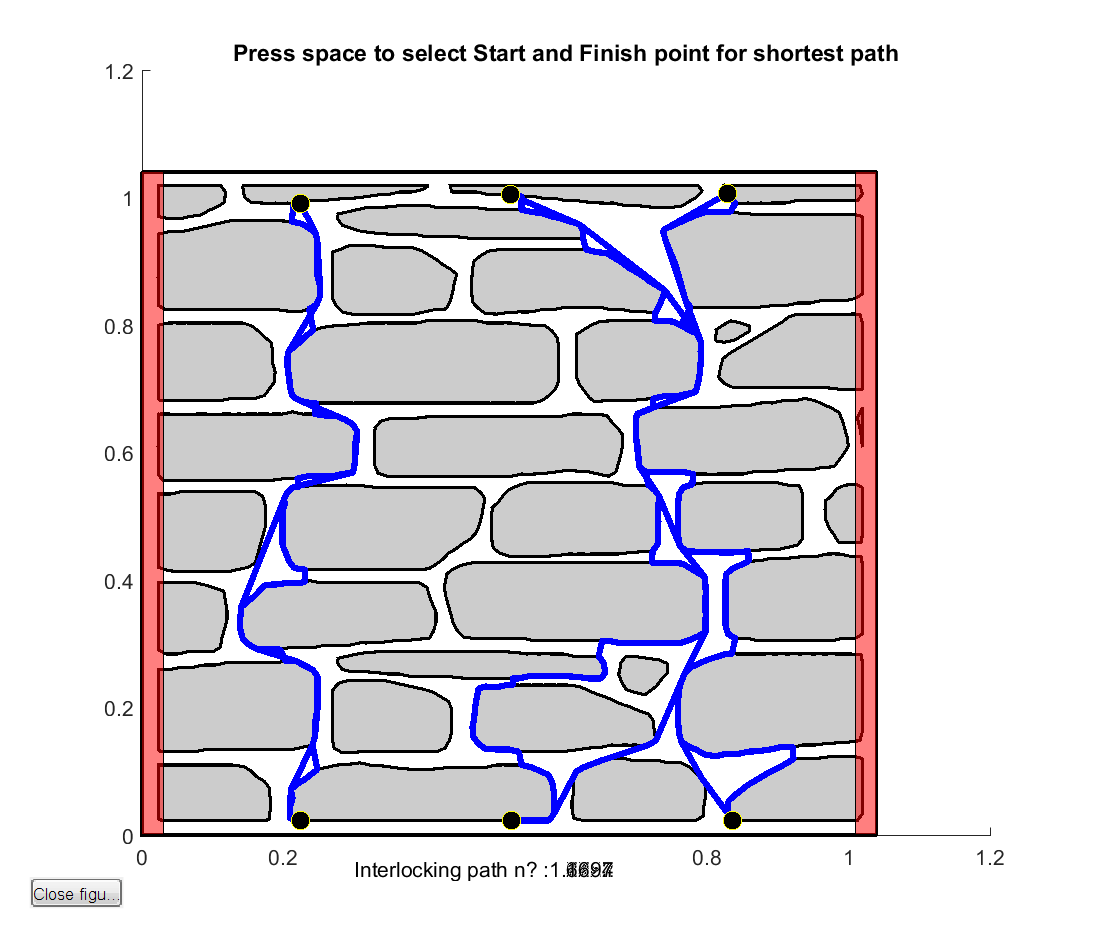 Press space to select Start and Finish point for shortest path
1.2
1
0.8
0.6
0.4
0.2
0
0 0.2 0.8 1 1.2
Interlocking path n? :1.
Close figu...